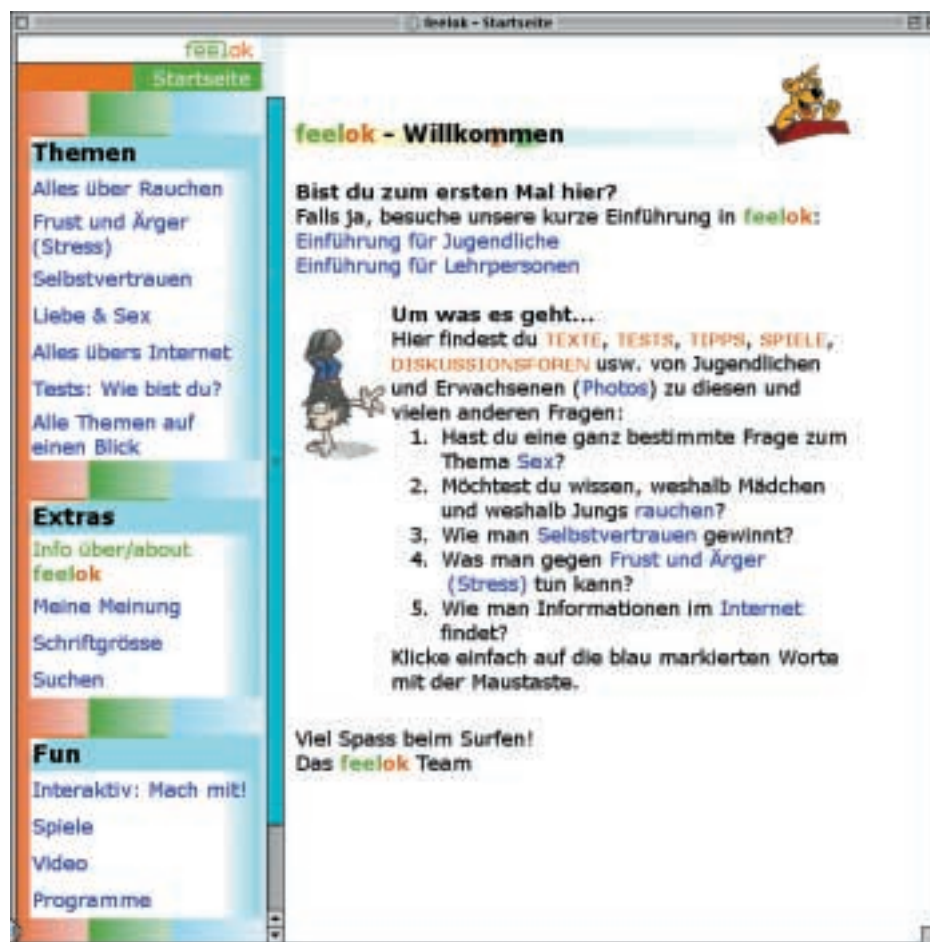 feelok - Startseite
feelok
Startseite
Themen
Alles über Rauchen
Frust und Ärger
(Stress)
Selbstvertrauen
Liebe & Sex
Alles übers Internet
Tests: Wie bist du?
Alle Themen auf
einen Blick
Extras
Info über/about
feelok
Meine Meinung
Schriftgrösse
Suchen
Fun
Interaktiv: Mach mit!
Spiele
Video
Programme
feelok - Willkommen
Bist du zum ersten Mal hier?
Falls ja, besuche unsere kurze Einführung in feelok:
Einführung für Jugendliche
Einführung für Lehrpersonen
Um was es geht...
Hier findest du TEXTE, TESTS, TIPPS, SPIELE,
DISKUSSIONSFOREN usw. von Jugendlichen
und Erwachsenen (Photos) zu diesen und
vielen anderen Fragen:
1. Hast du eine ganz bestimmte Frage zum
Thema Sex?
2. Möchtest du wissen, weshalb Mädchen
und weshalb Jungs rauchen?
3. Wie man Selbstvertrauen gewinnt?
4. Was man gegen Frust und Ärger
(Stress) tun kann?
5. Wie man Informationen im Internet
findet?
Klicke einfach auf die blau markierten Worte
mit der Maustaste.
Viel Spass beim Surfen!
Das feelok Team